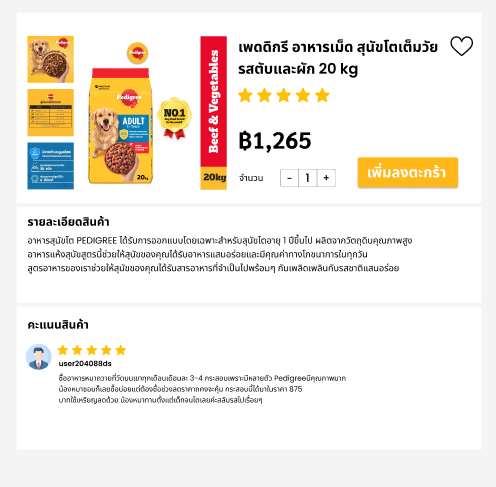 เพดดิกรี อาหารเม็ด สุนัขโตเต็มวัย
รสตับและผัก 20 kg
฿1,265
จำนวน
- 1 +
เพิ่มลงตะกร้า
Pedigree
Pedigree
ADULT
20kg
NO.1
Beef & Vegetables
20kg
รายละเอียดสินค้า
อาหารสุนัขโต PEDIGREE ได้รับการออกแบบโดยเฉพาะสำหรับสุนัขโตอายุ 1 ปีขึ้นไป ผลิตจากวัตถุดิบคุณภาพสูง
อาหารแห้งสุนัขสูตรนี้ช่วยให้สุนัขของคุณได้รับอาหารแสนอร่อยและมีคุณค่าทางโภชนาการในทุกวัน
สูตรอาหารของเราช่วยให้สุนัขของคุณได้รับสารอาหารที่จำเป็นไปพร้อมๆ กับเพลิดเพลินกับรสชาติแสนอร่อย
คะแนนสินค้า
user204088ds
ซื้ออาหารหมาถวายที่วัดบนเขาทุกเดือนเดือนละ 3-4 กระสอบเพราะมีหลายตัว Pedigreeมีคุณภาพมาก
น้องหมาชอบก็เลยซื้อบ่อยแต่ต้องซื้อช่วงลดราคาถคงจะคุ้ม กระสอบนี้ได้มาในราคา 875
บาทใช้เหรียญลดด้วย น้องหมาทานตั้งแต่เด็กจนโตเลยค่ะสลับรสไปเรื่อยๆ